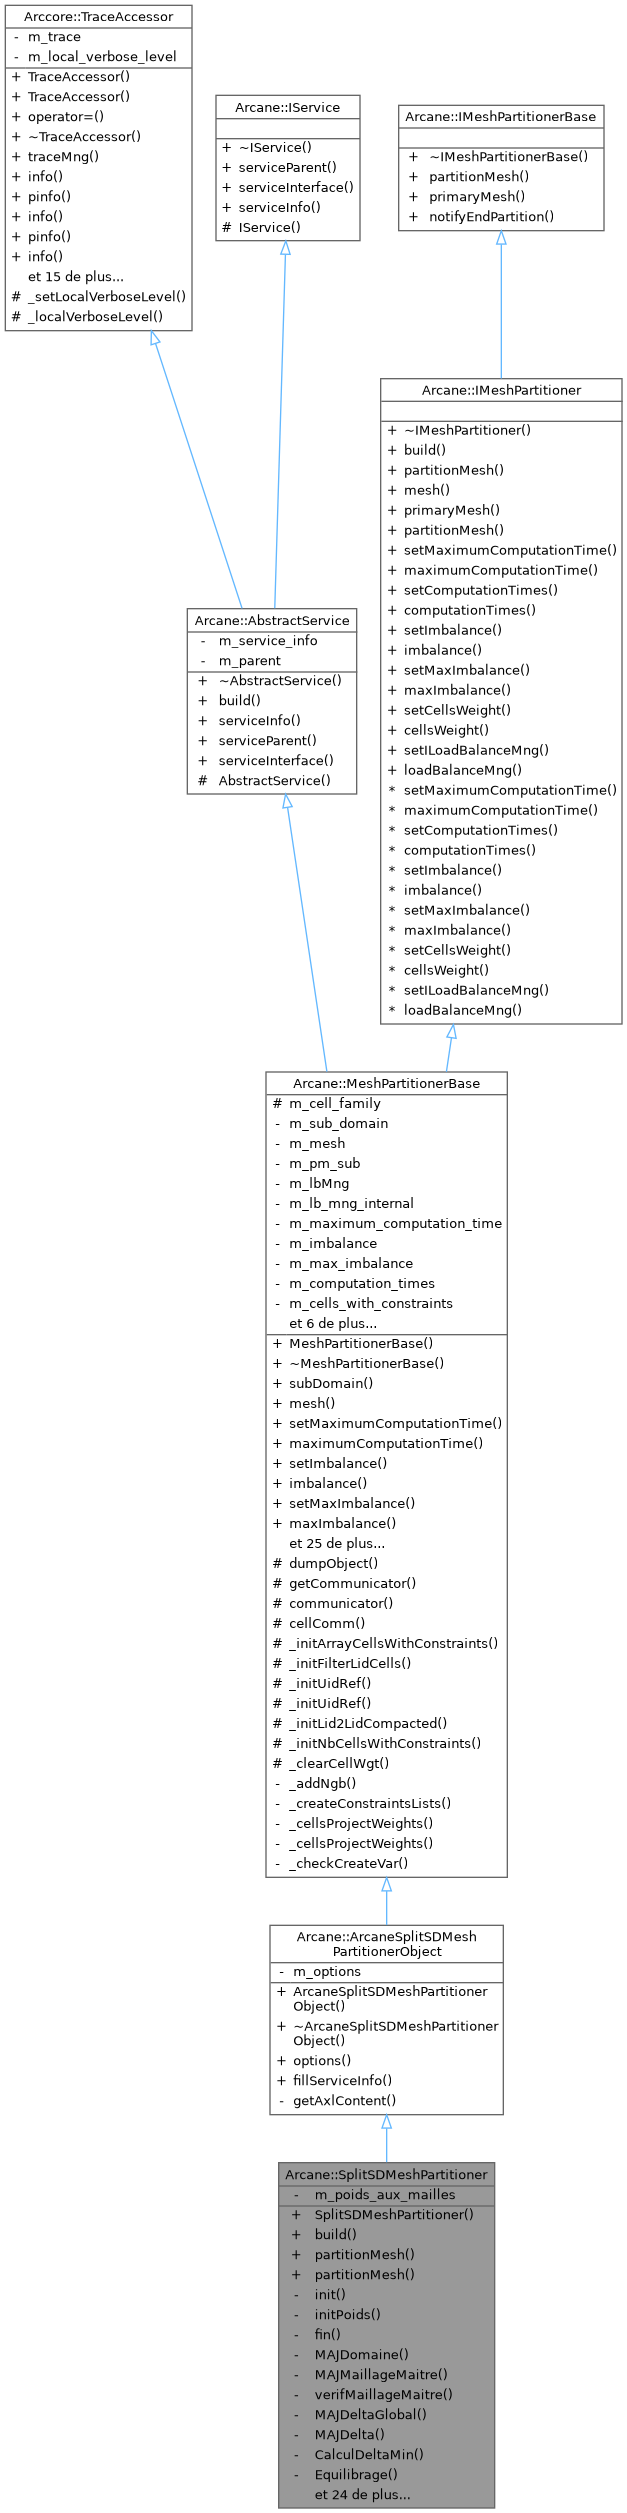 Arccore::TraceAccessor
- m_trace
- m_local_verbose_level
+ TraceAccessor()
+ TraceAccessor()
+ operator=()
+ ~TraceAccessor()
+ traceMng()
+ info()
+ pinfo()
+ info()
+ pinfo()
+ info()
et 15 de plus...
# _setLocalVerboseLevel()
# _localVerboseLevel()
Arcane::IService
+ ~IService()
+ serviceParent()
+ serviceInterface()
+ serviceInfo()
# IService()
Arcane::IMeshPartitionerBase
+ ~IMeshPartitionerBase()
+ partitionMesh()
+ primaryMesh()
+ notifyEndPartition()
Arcane::IMeshPartitioner
+ ~IMeshPartitioner()
+ build()
+ partitionMesh()
+ mesh()
+ primaryMesh()
+ partitionMesh()
+ setMaximumComputationTime()
+ maximumComputationTime()
+ setComputationTimes()
+ computationTimes()
+ setImbalance()
+ imbalance()
+ setMaxImbalance()
+ maxImbalance()
+ setCellsWeight()
+ cellsWeight()
+ setILoadBalanceMng()
+ loadBalanceMng()
* setMaximumComputationTime()
* maximumComputationTime()
* setComputationTimes()
* computationTimes()
* setImbalance()
* imbalance()
* setMaxImbalance()
* maxImbalance()
* setCellsWeight()
* cellsWeight()
* setILoadBalanceMng()
* loadBalanceMng()
Arcane::AbstractService
- m_service_info
- m_parent
+ ~AbstractService()
+ build()
+ serviceInfo()
+ serviceParent()
+ serviceInterface()
# AbstractService()
Arcane::MeshPartitionerBase
# m_cell_family
- m_sub_domain
- m_mesh
- m_pm_sub
- m_lbMng
- m_lb_mng_internal
- m_maximum_computation_time
- m_imbalance
- m_max_imbalance
- m_computation_times
- m_cells_with_constraints
et 6 de plus...
+ MeshPartitionerBase()
+ ~MeshPartitionerBase()
+ subDomain()
+ mesh()
+ setMaximumComputationTime()
+ maximumComputationTime()
+ setImbalance()
+ imbalance()
+ setMaxImbalance()
+ maxImbalance()
et 25 de plus...
# dumpObject()
# getCommunicator()
# communicator()
# cellComm()
# _initArrayCellsWithConstraints()
# _initFilterLidCells()
# _initUidRef()
# _initUidRef()
# _initLid2LidCompacted()
# _initNbCellsWithConstraints()
# _clearCellWgt()
- _addNgb()
- _createConstraintsLists()
- _cellsProjectWeights()
- _cellsProjectWeights()
- _checkCreateVar()
Arcane::ArcaneSplitSDMesh
PartitionerObject
- m_options
+ ArcaneSplitSDMeshPartitioner
Object()
+ ~ArcaneSplitSDMeshPartitioner
Object()
+ options()
+ fillServiceInfo()
- getAxlContent()
Arcane::SplitSDMeshPartitioner
- m_poids_aux_mailles
+ SplitSDMeshPartitioner()
+ build()
+ partitionMesh()
+ partitionMesh()
- init()
- initPoids()
- fin()
- MAJDomaine()
- MAJMaillageMaitre()
- verifMaillageMaitre()
- MAJDeltaGlobal()
- MAJDelta()
- CalculDeltaMin()
- Equilibrage()
et 24 de plus...